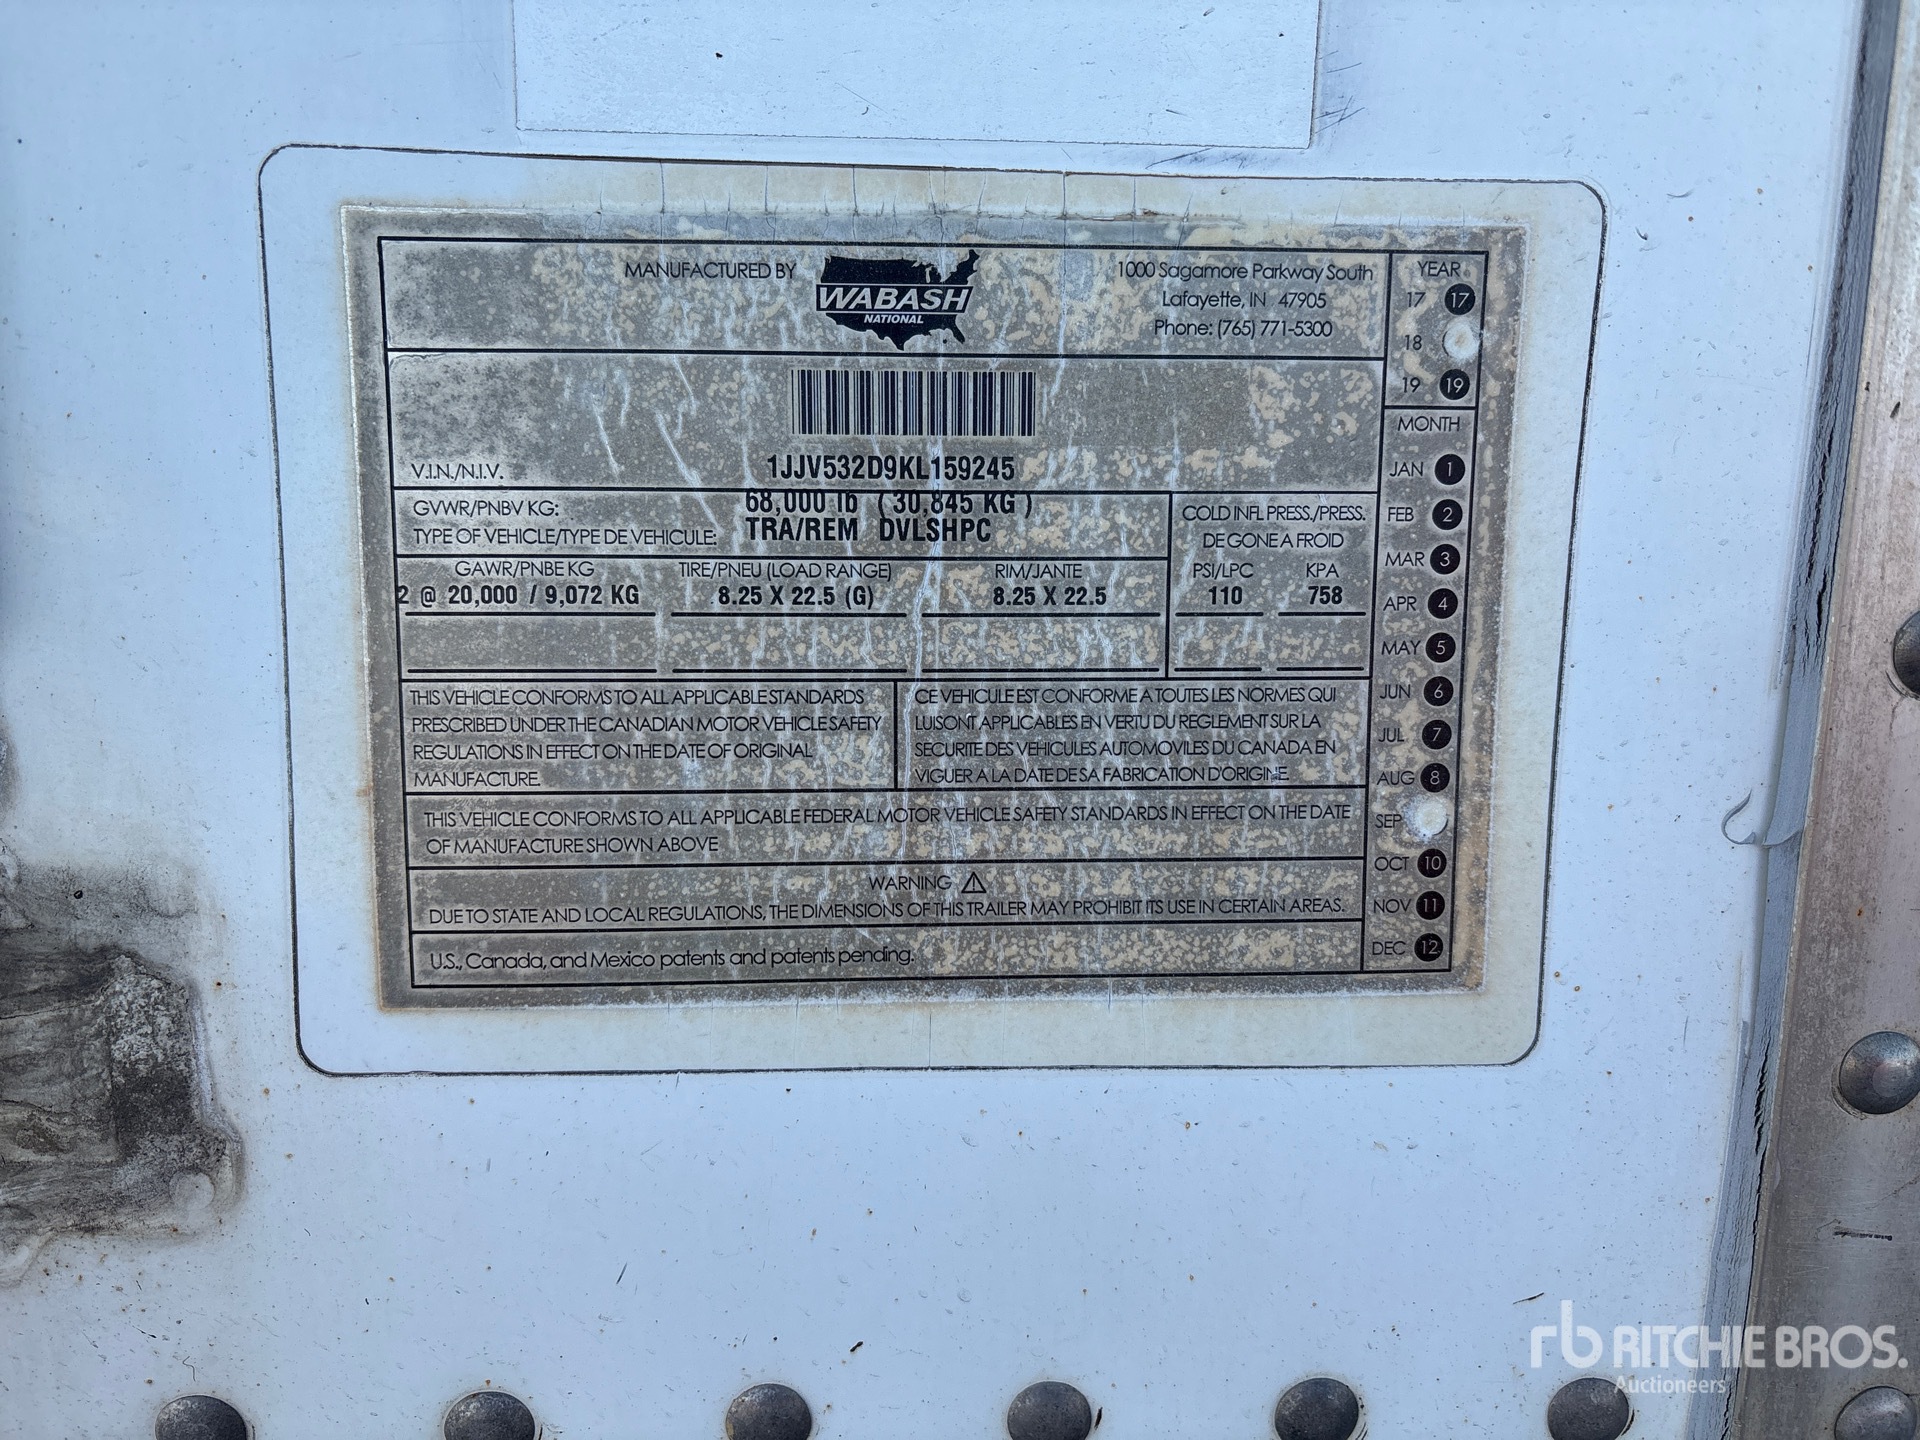 MANUFACTURED BY
WABASH
NATIONAL
1000 Sagamore Parkway South
Lafayette, IN 47905
Phone: (765) 771-5300
V.I.N./N.I.V.
1JJV532D9KL159245
GVWR/PNBV KG: 68,000 lb ( 30,845 KG )
TYPE OF VEHICLE/TYPE DE VEHICULE: TRA/REM DVLSHPC
COLD INFL PRESS./PRESS.
DE GONE A FROID
GAWR/PNBE KG TIRE/PNEU (LOAD RANGE) RIM/JANTE PSI/LPC KPA
2 @ 20,000 / 9,072 KG 8.25 X 22.5 (G) 8.25 X 22.5 110 758
THIS VEHICLE CONFORMS TO ALL APPLICABLE STANDARDS
PRESCRIBED UNDER THE CANADIAN MOTOR VEHICLE SAFETY
REGULATIONS IN EFFECT ON THE DATE OF ORIGINAL
MANUFACTURE.
CE VEHICULE EST CONFORME A TOUTES LES NORMES QUI
LUISONT APPLICABLES EN VERTU DU REGLEMENT SUR LA
SECURITE DES VEHICULES AUTOMOVILES DU CANADA EN
VIGUER A LA DATE DE SA FABRICATION D'ORIGINE.
THIS VEHICLE CONFORMS TO ALL APPLICABLE FEDERAL MOTOR VEHICLE SAFETY STANDARDS IN EFFECT ON THE DATE
OF MANUFACTURE SHOWN ABOVE
WARNING
DUE TO STATE AND LOCAL REGULATIONS, THE DIMENSIONS OF THIS TRAILER MAY PROHIBIT ITS USE IN CERTAIN AREAS.
U.S., Canada, and Mexico patents and patents pending.
YEAR
17 17
18
19 19
MONTH
JAN 1
FEB 2
MAR 3
APR 4
MAY 5
JUN 6
JUL 7
AUG 8
SEP
OCT 10
NOV 11
DEC 12
rb RITCHIE BROS.
Auctioneers